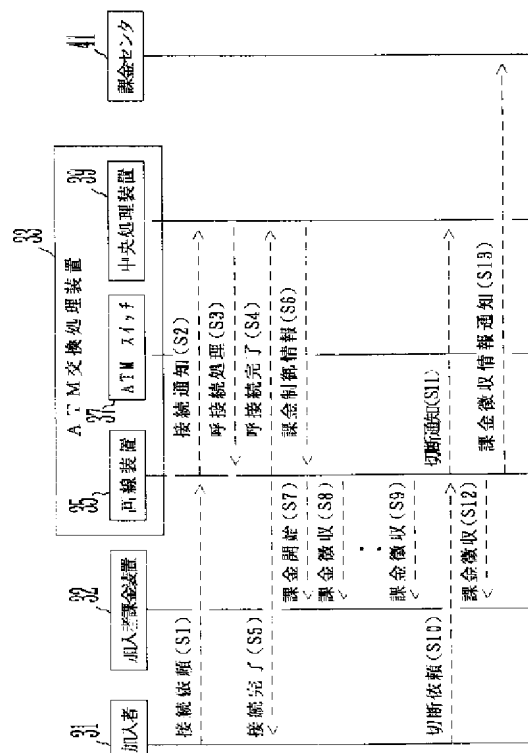 33
ATM交換処理装置
31
加入者
32
加入者課金装置
35
回線装置
37
ATM スイッチ
39
中央処理装置
41
課金センタ
接続依頼(S1)
接続通知(S2)
呼接続処理(S3)
呼接続完了(S4)
接続完了(S5)
課金制御情報(S6)
課金開始(S7)
課金徴収(S8)
課金徴収(S9)
切断依頼(S10)
切断通知(S11)
課金徴収(S12)
課金徴収情報通知(S13)